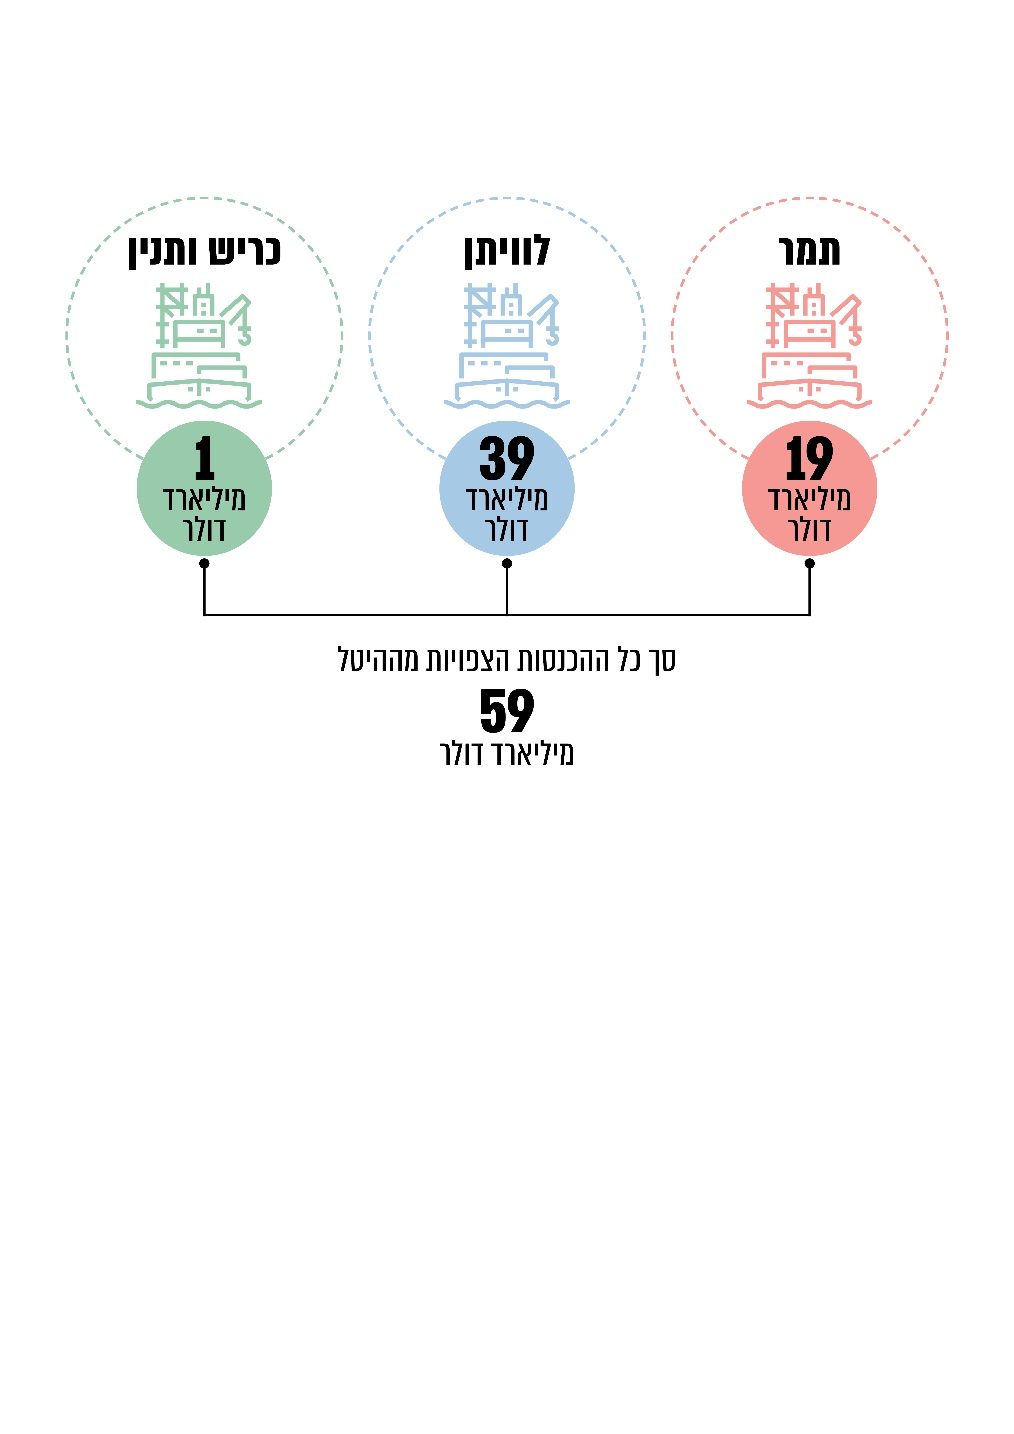 תמר
19
מיליארד
דולר
לוויתן
39
מיליארד
דולר
כריש ותנין
1
מיליארד
דולר
סך כל ההכנסות הצפויות מההיטל
59
מיליארד דולר